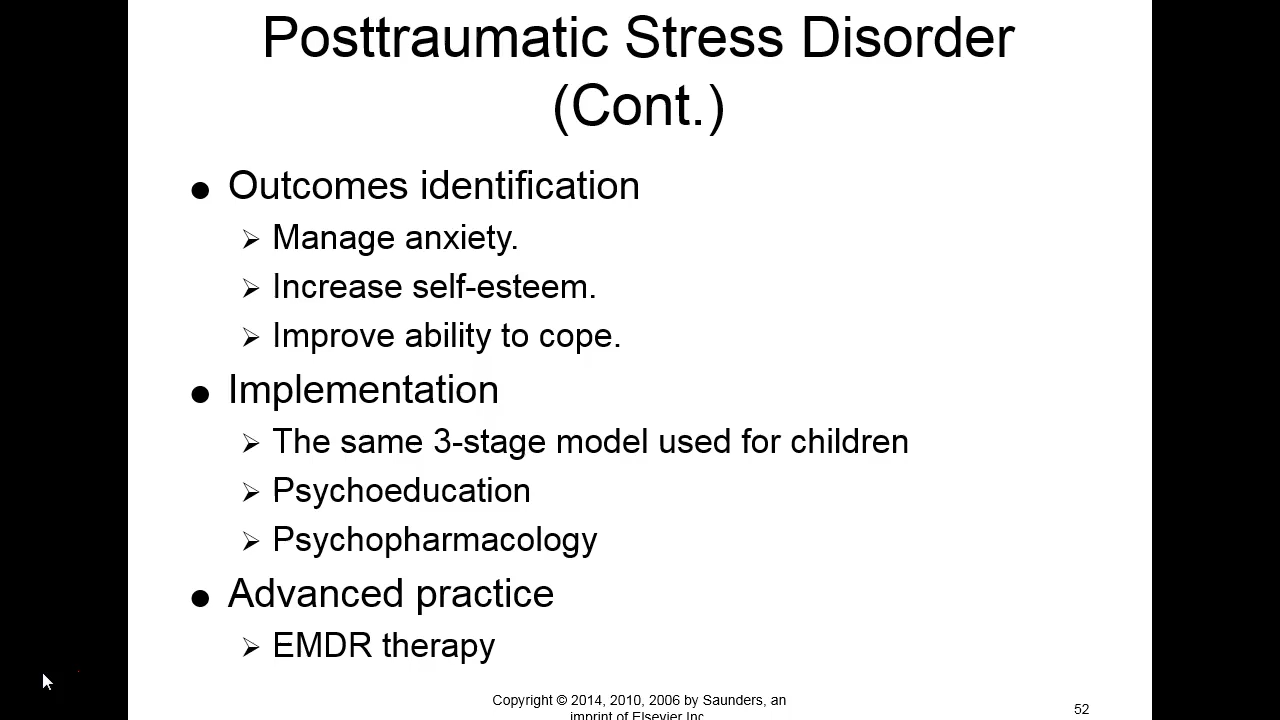 Posttraumatic Stress Disorder
(Cont.)
● Outcomes identification
➢ Manage anxiety.
➢ Increase self-esteem.
➢ Improve ability to cope.
● Implementation
➢ The same 3-stage model used for children
➢ Psychoeducation
➢ Psychopharmacology
● Advanced practice
➢ EMDR therapy
Copyright © 2014, 2010, 2006 by Saunders, an
imprint of Elsevier Inc.
52